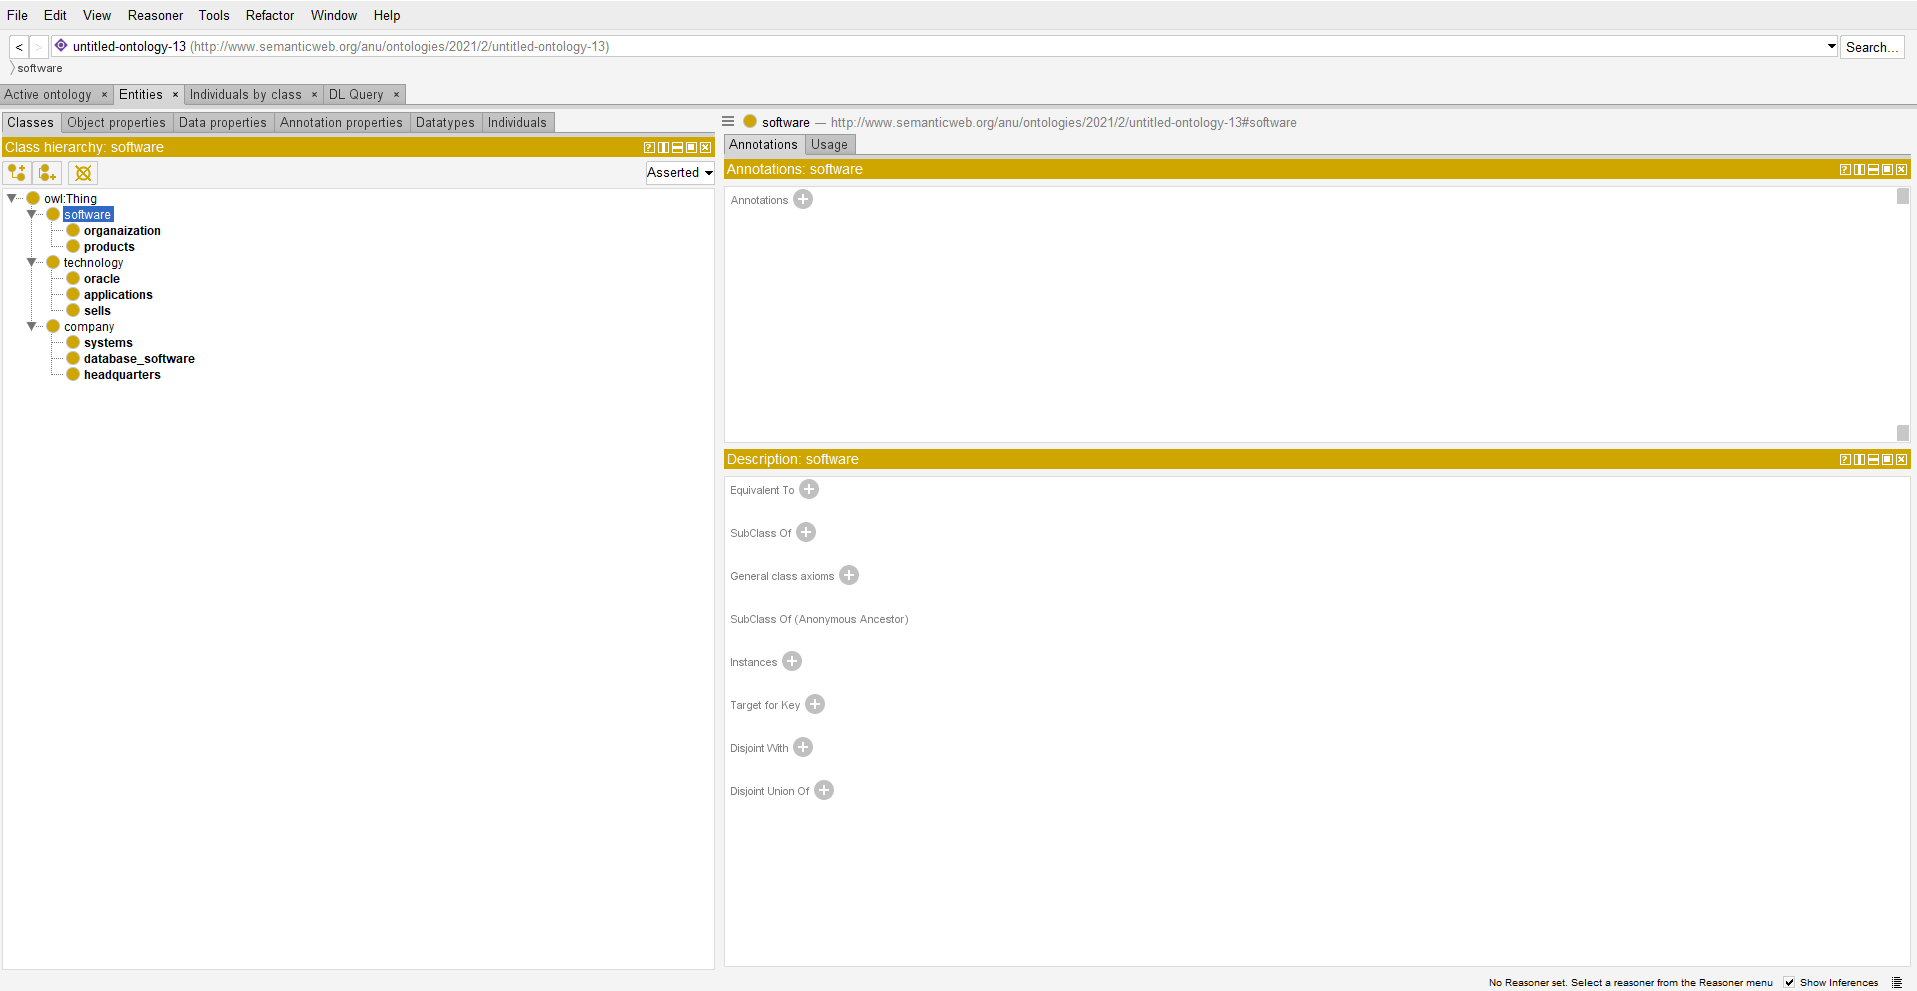 File Edit View Reasoner Tools Refactor Window Help
< > untitled-ontology-13 (http://www.semanticweb.org/anu/ontologies/2021/2/untitled-ontology-13) Search...
software
Active ontology × Entities × Individuals by class × DL Query ×
Classes Object properties Data properties Annotation properties Datatypes Individuals
Class hierarchy: software
Asserted
owl:Thing
software
organaization
products
technology
oracle
applications
sells
company
systems
database_software
headquarters
software — http://www.semanticweb.org/anu/ontologies/2021/2/untitled-ontology-13#software
Annotations Usage
Annotations: software
Annotations
Description: software
Equivalent To
SubClass Of
General class axioms
SubClass Of (Anonymous Ancestor)
Instances
Target for Key
Disjoint With
Disjoint Union Of
No Reasoner set. Select a reasoner from the Reasoner menu Show Inferences